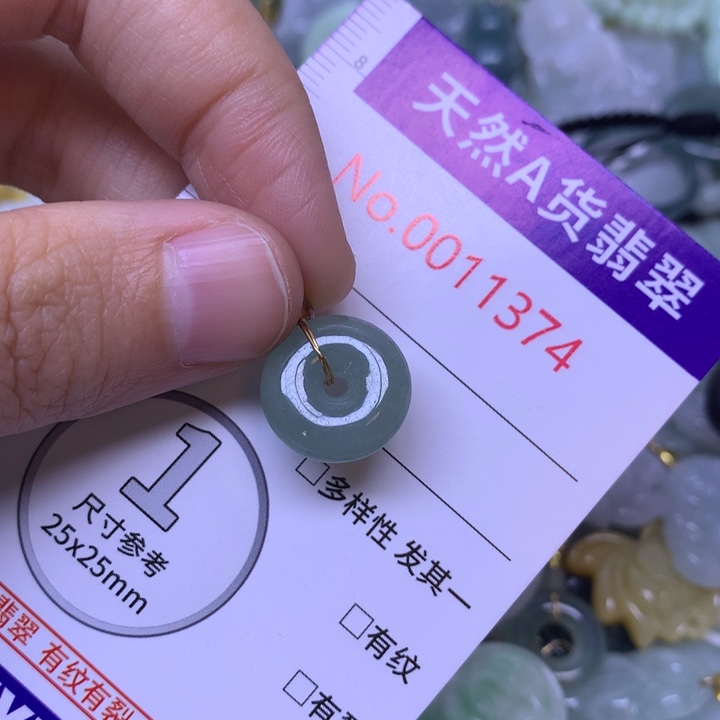 8
天然A货翡翠
No.0011374
1
尺寸参考
25x25mm
□多样性 发其一
□有纹
□有
翡翠 有纹有裂